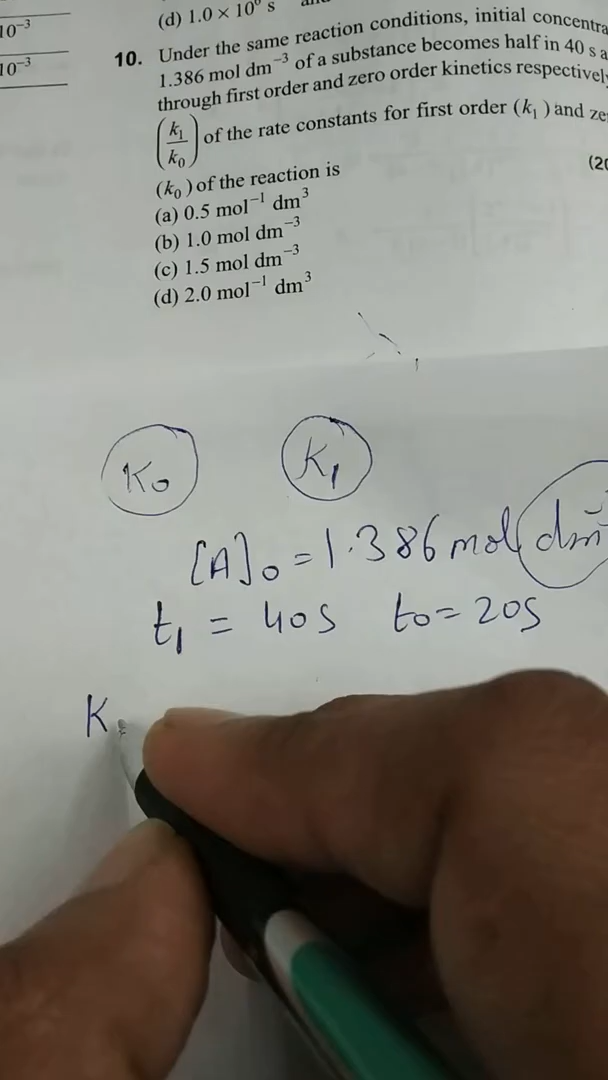 10⁻³
10⁻³
(d) 1.0 × 10⁶ s
10. Under the same reaction conditions, initial
1.386 mol dm⁻³ of a substance becomes half in 40 s
through first order and zero order kinetics
(k₁/k₀) of the rate constants for first order (k₁) and
(k₀) of the reaction is
(a) 0.5 mol⁻¹ dm³
(b) 1.0 mol dm⁻³
(c) 1.5 mol dm⁻³
(d) 2.0 mol⁻¹ dm³
K₀ K₁
[A]₀ = 1.386 mol dm
t₁ = 40S t₀ = 20S
K